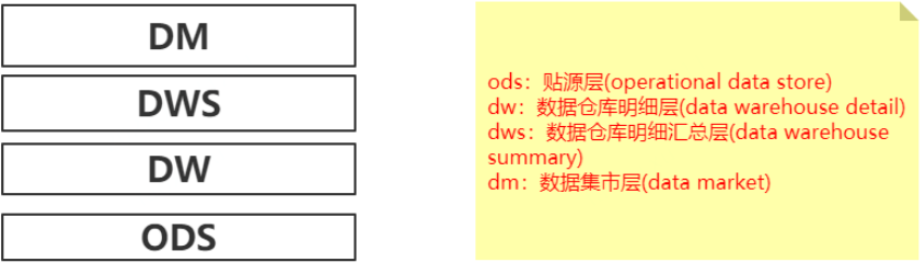 DM
DWS
DW
ODS
ods：贴源层(operational data store)
dw：数据仓库明细层(data warehouse detail)
dws：数据仓库明细汇总层(data warehouse
summary)
dm：数据集市层(data market)